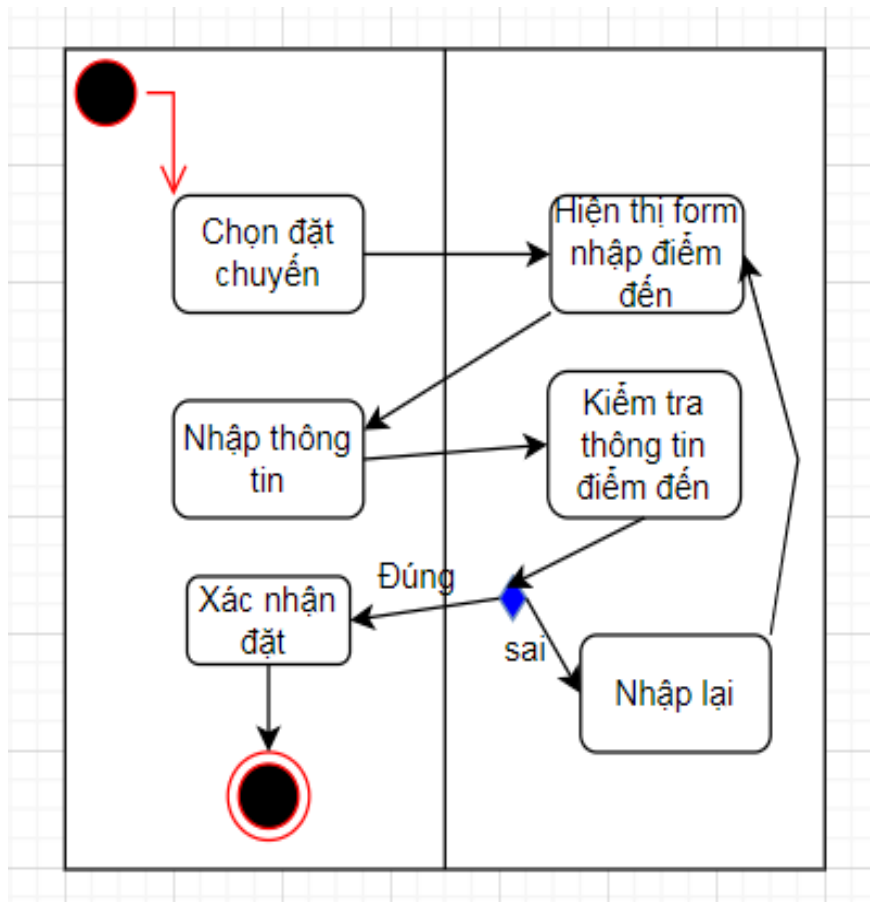 Chọn đặt
chuyến
Hiện thị form
nhập điểm
đến
Nhập thông
tin
Kiểm tra
thông tin
điểm đến
Đúng
Xác nhận
đặt
sai
Nhập lại